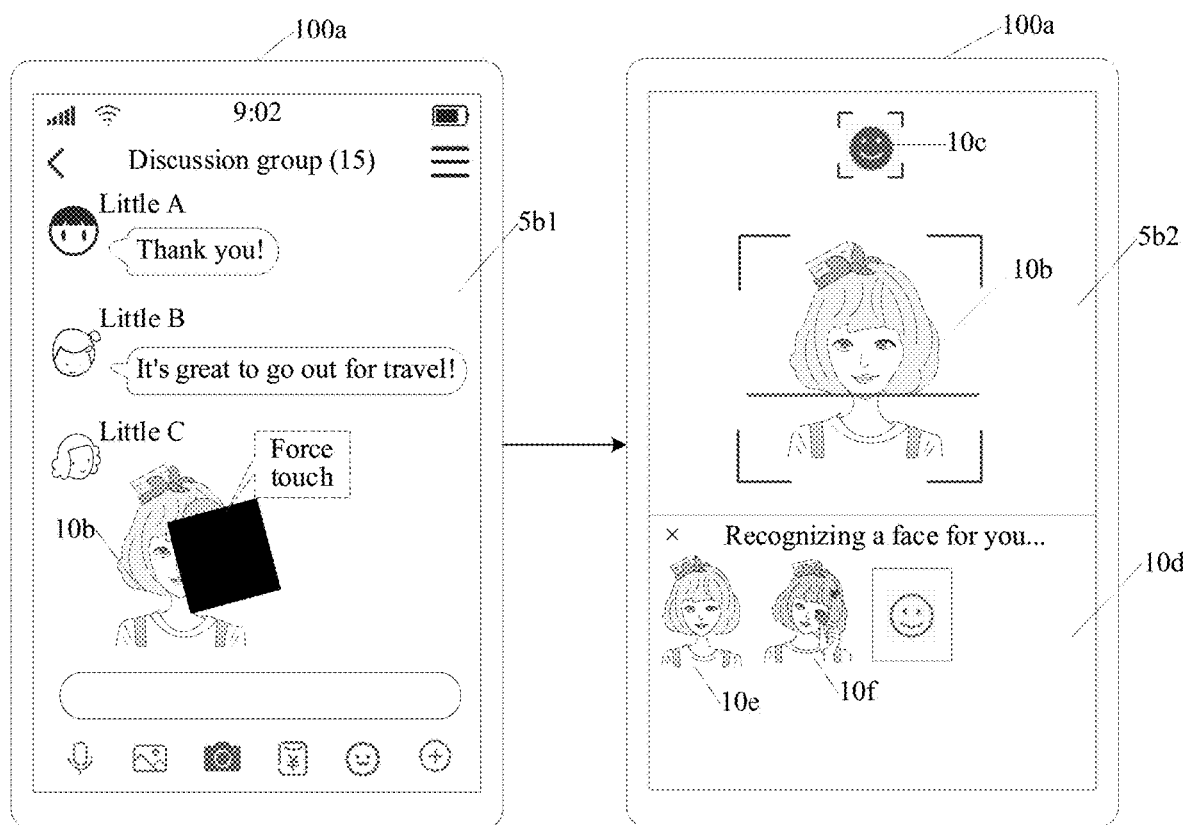 100a
100a
9:02
Discussion group (15)
10c
Little A
Thank you!
5b1
5b2
10b
Little B
It's great to go out for travel!
Little C
Force
touch
10b
Recognizing a face for you...
10d
10e
10f